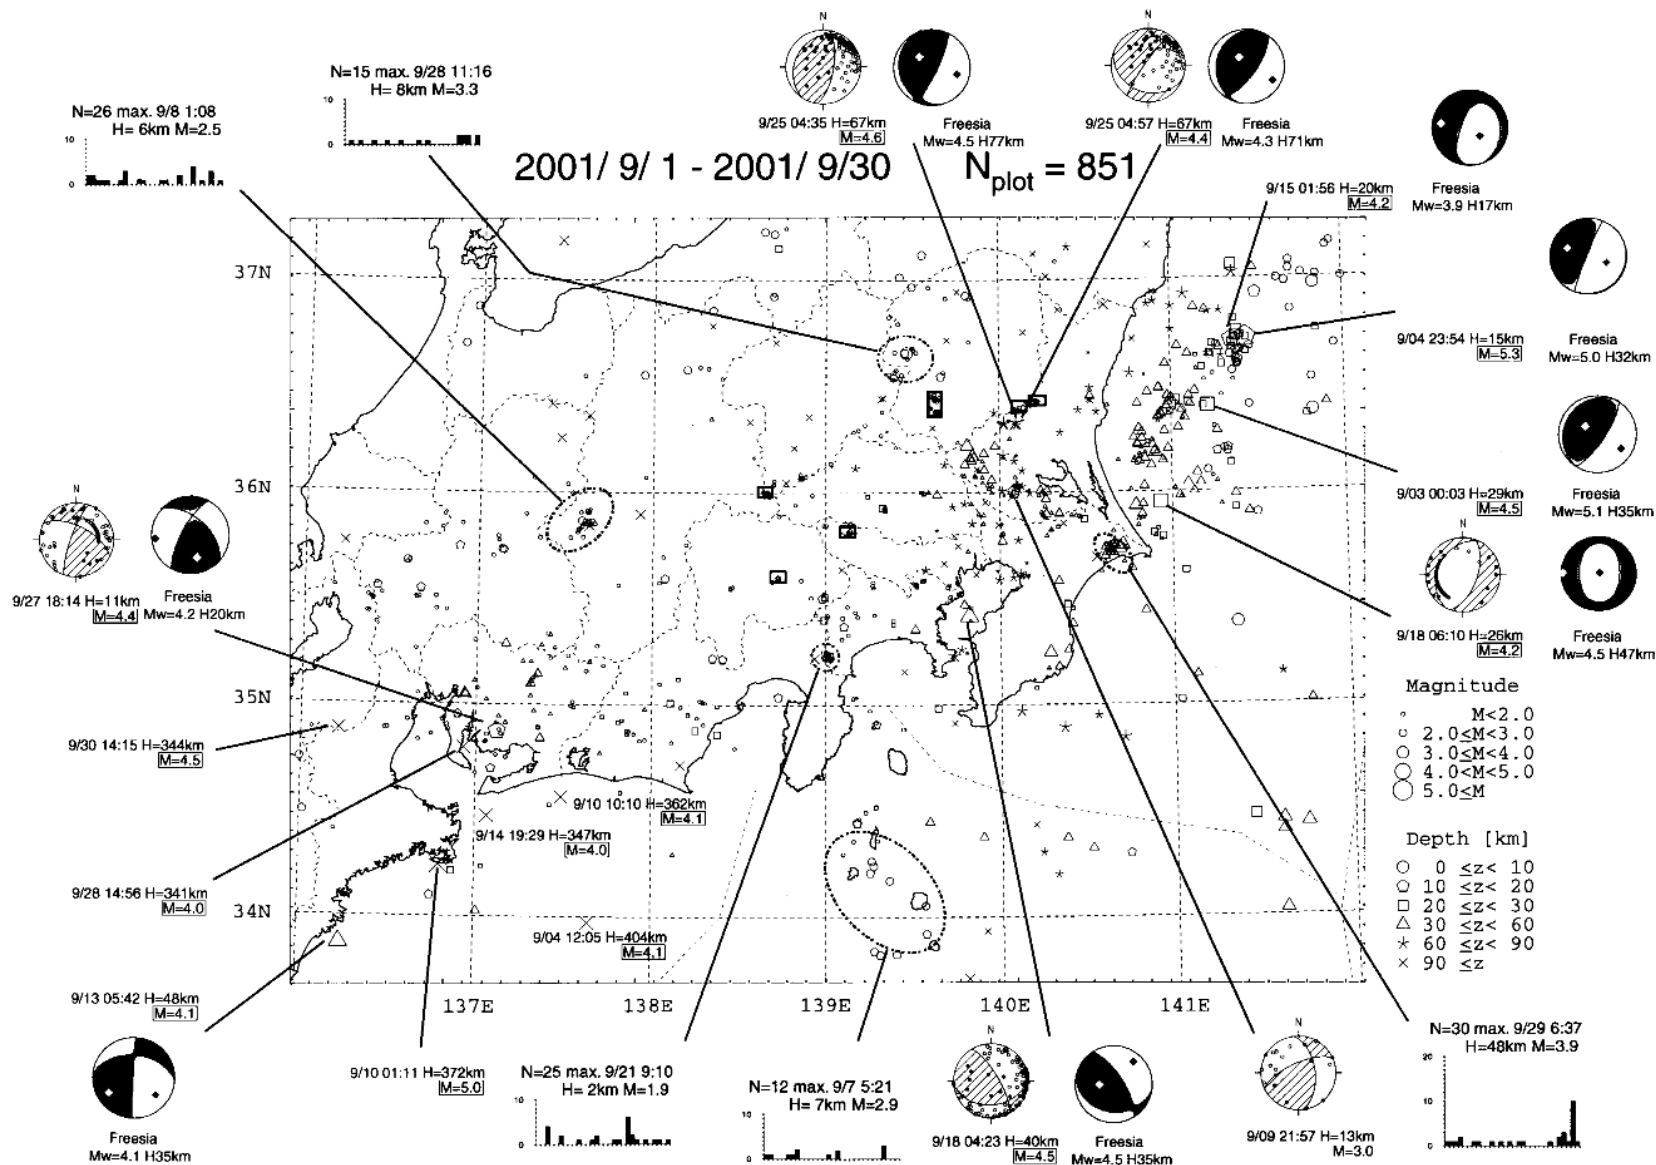 N=26 max. 9/8 1:08
H= 6km M=2.5
10
0
N=15 max. 9/28 11:16
H= 8km M=3.3
10
0
N
9/25 04:35 H=67km
M=4.6
Freesia
Mw=4.5 H77km
N
9/25 04:57 H=67km
M=4.4
Freesia
Mw=4.3 H71km
2001/ 9/ 1 - 2001/ 9/30
Nplot = 851
9/15 01:56 H=20km
M=4.2
Freesia
Mw=3.9 H17km
9/04 23:54 H=15km
M=5.3
Freesia
Mw=5.0 H32km
9/03 00:03 H=29km
M=4.5
Freesia
Mw=5.1 H35km
N
9/18 06:10 H=26km
M=4.2
Freesia
Mw=4.5 H47km
37N
36N
35N
34N
137E
138E
139E
140E
141E
N
9/27 18:14 H=11km
M=4.4
Freesia
Mw=4.2 H20km
9/30 14:15 H=344km
M=4.5
9/10 10:10 H=362km
M=4.1
9/14 19:29 H=347km
M=4.0
9/28 14:56 H=341km
M=4.0
9/04 12:05 H=404km
M=4.1
9/13 05:42 H=48km
M=4.1
Freesia
Mw=4.1 H35km
9/10 01:11 H=372km
M=5.0
N=25 max. 9/21 9:10
H= 2km M=1.9
10
0
N=12 max. 9/7 5:21
H= 7km M=2.9
10
0
N
9/18 04:23 H=40km
M=4.5
Freesia
Mw=4.5 H35km
N
9/09 21:57 H=13km
M=3.0
N=30 max. 9/29 6:37
H=48km M=3.9
20
0
Magnitude
M<2.0
2.0≤M<3.0
3.0≤M<4.0
4.0<M<5.0
5.0≤M
Depth [km]
0 ≤z< 10
10 ≤z< 20
20 ≤z< 30
30 ≤z< 60
60 ≤z< 90
90 ≤z